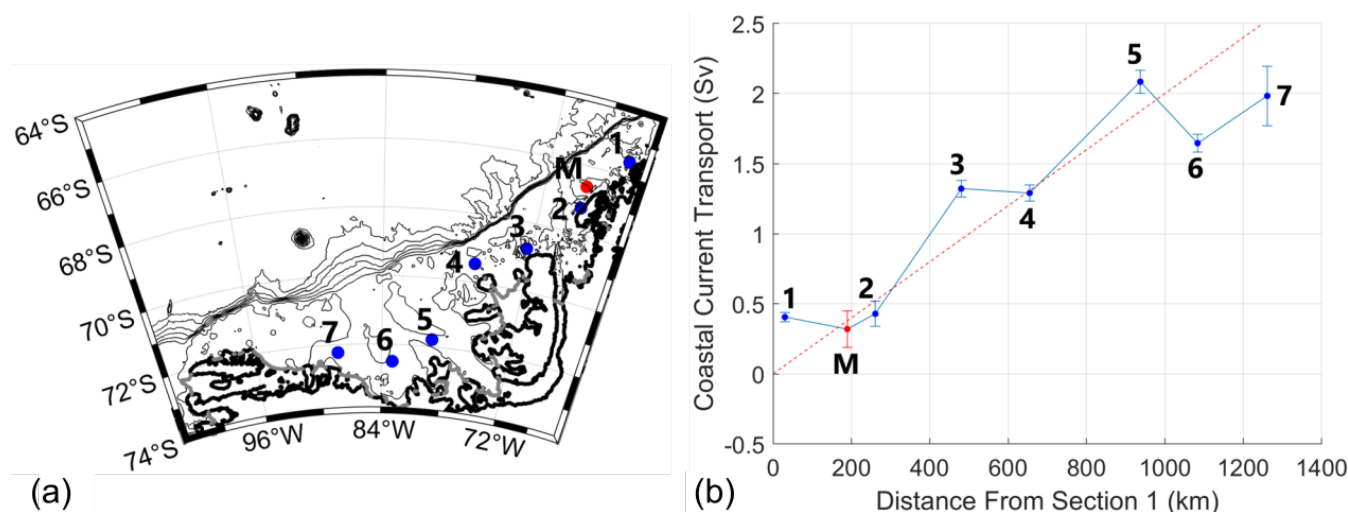 64°S
66°S
68°S
70°S
72°S
74°S
96°W
84°W
72°W
1
M
2
3
4
5
6
7
(a)
Coastal Current Transport (Sv)
2.5
2
1.5
1
0.5
0
-0.5
1
M
2
3
4
5
6
7
0
200
400
600
800
1000
1200
1400
Distance From Section 1 (km)
(b)